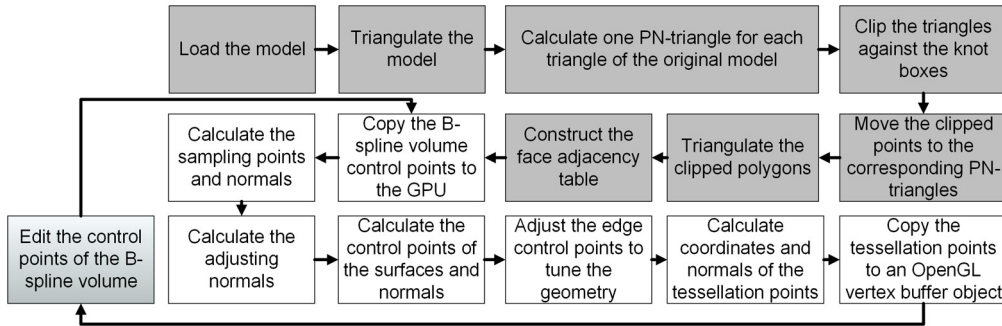 Load the model
Triangulate the
model
Calculate one PN-triangle for each
triangle of the original model
Clip the triangles
against the knot
boxes
Move the clipped
points to the
corresponding PN-
triangles
Triangulate the
clipped polygons
Construct the
face adjacency
table
Copy the B-
spline volume
control points to
the GPU
Calculate the
sampling points
and normals
Calculate the
adjusting
normals
Calculate the
control points of
the surfaces and
normals
Adjust the edge
control points to
tune the
geometry
Calculate
coordinates and
normals of the
tessellation points
Copy the
tessellation points
to an OpenGL
vertex buffer object
Edit the control
points of the B-
spline volume